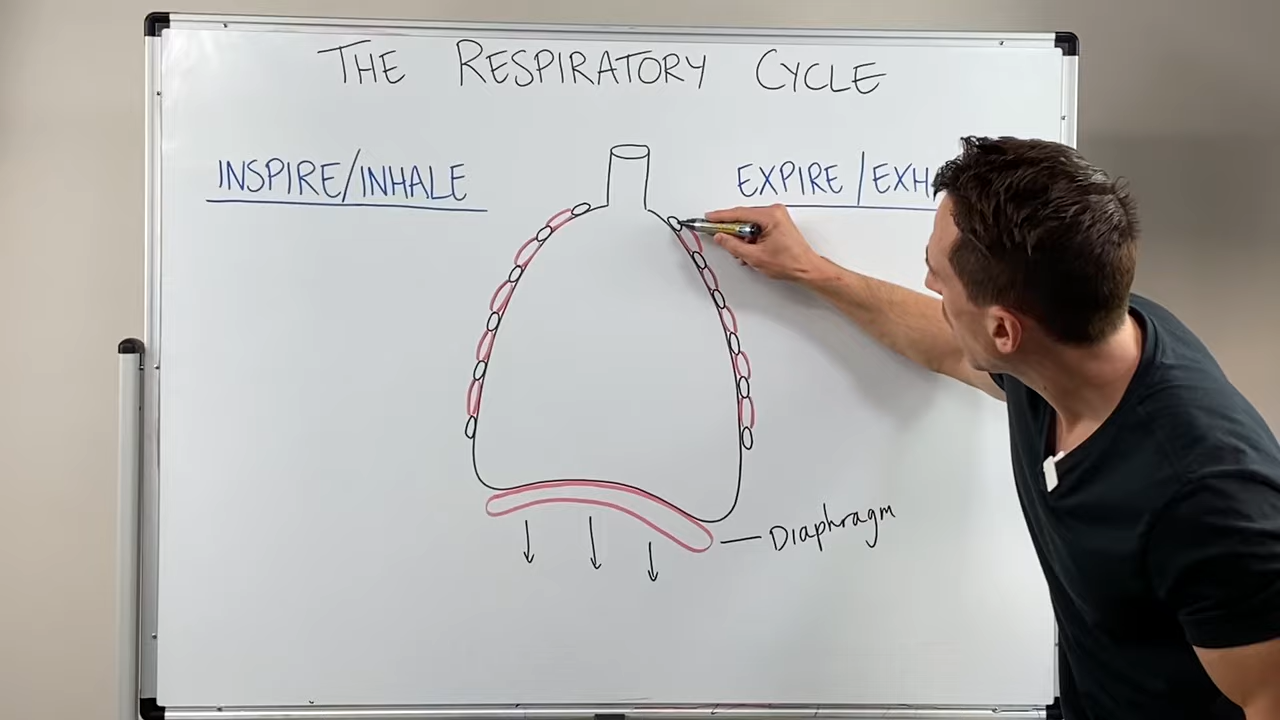 THE RESPIRATORY CYCLE
INSPIRE/INHALE
EXPIRE/EXH
Diaphragm